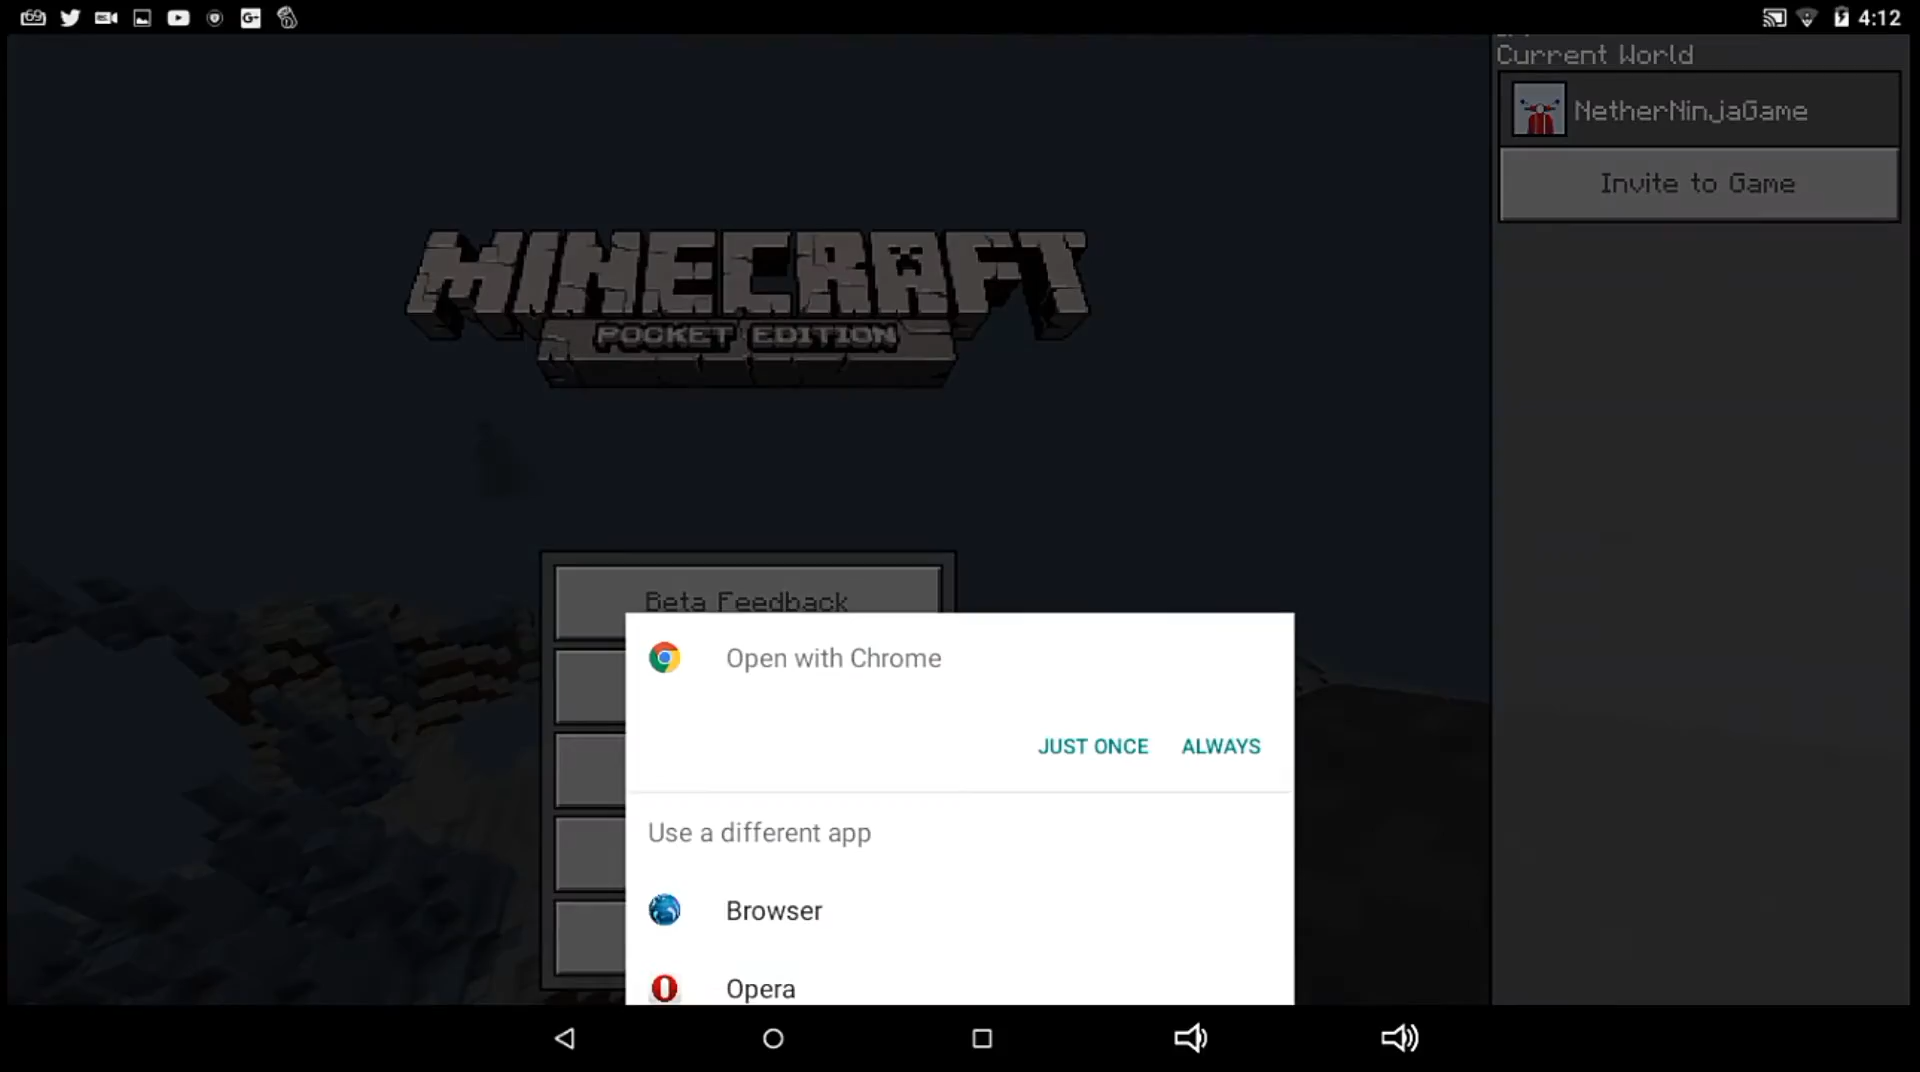 69
G+
4:12
Current World
NetherNinjaGame
Invite to Game
MINECRAFT
POCKET EDITION
Beta Feedback
Open with Chrome
JUST ONCE
ALWAYS
Use a different app
Browser
Opera